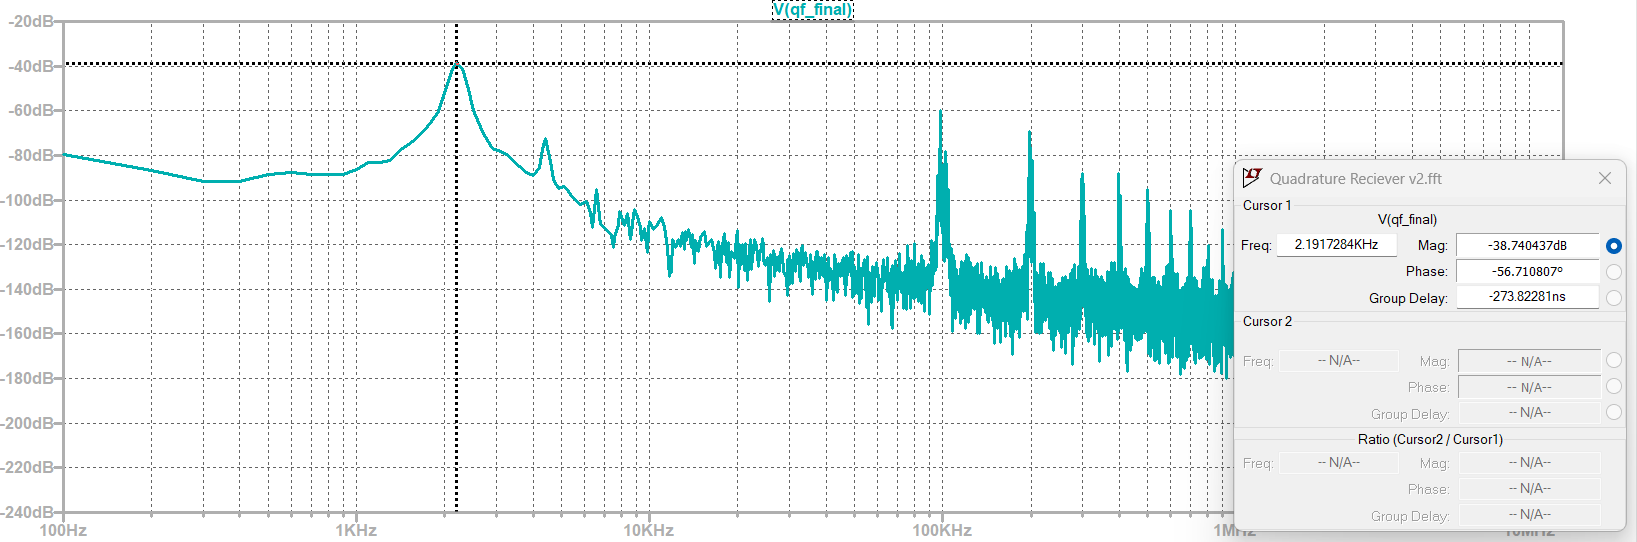 V(qf_final)
-20dB
-40dB
-60dB
-80dB
-100dB
-120dB
-140dB
-160dB
-180dB
-200dB
-220dB
-240dB
100Hz 1KHz 10KHz 100KHz 1MHz 10MHz
Quadrature Reciever v2.fft
Cursor 1
V(qf_final)
Freq: 2.1917284KHz Mag: -38.740437dB
Phase: -56.710807°
Group Delay: -273.82281ns
Cursor 2
Freq: -- N/A-- Mag: -- N/A--
Phase: -- N/A--
Group Delay: -- N/A--
Ratio (Cursor2 / Cursor1)
Freq: -- N/A-- Mag: -- N/A--
Phase: -- N/A--
Group Delay: -- N/A--